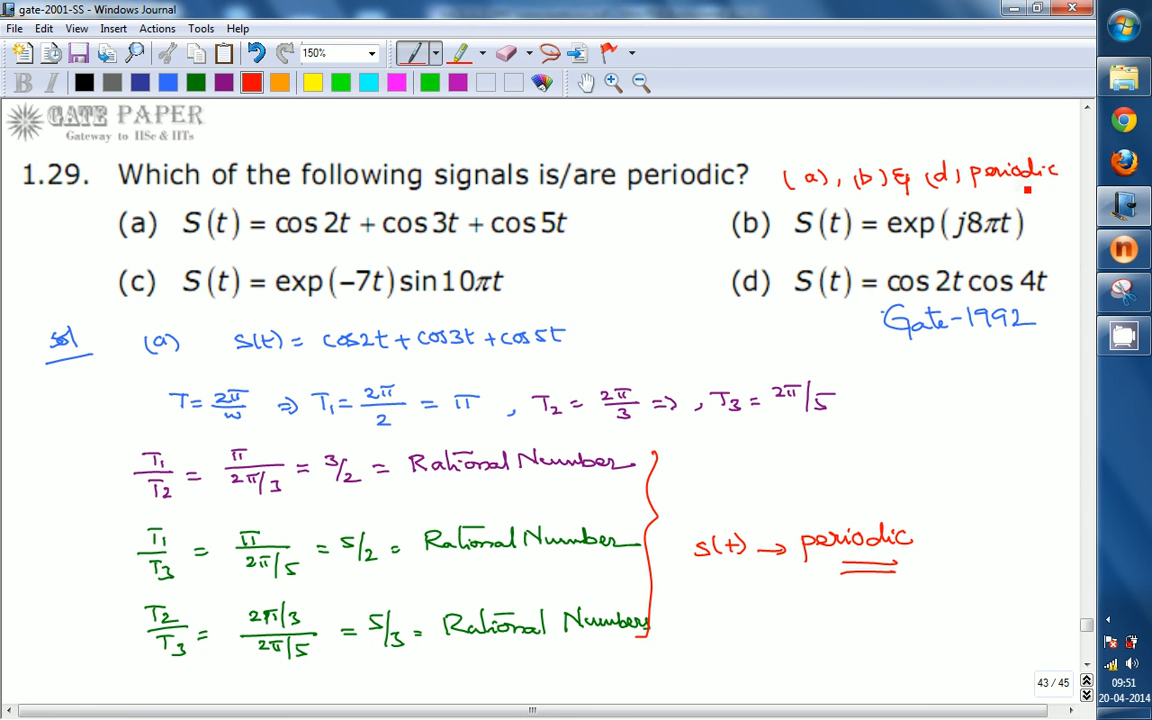 gate-2001-SS - Windows Journal
File Edit View Insert Actions Tools Help
150%
B I
GATE PAPER
Gateway to IISc & IITs
1.29. Which of the following signals is/are periodic? (a), (b) & (d) periodic
(a) S(t) = cos 2t + cos 3t + cos 5t (b) S(t) = exp(j8πt)
(c) S(t) = exp(−7t) sin 10πt (d) S(t) = cos 2t cos 4t
Gate-1992
Sol (a) s(t) = cos2t + cos3t + cos5t
T = 2π/w ⇒ T1 = 2π/2 = π , T2 = 2π/3 ⇒ , T3 = 2π/5
T1/T2 = π/(2π/3) = 3/2 = Rational Number
T1/T3 = π/(2π/5) = 5/2 = Rational Number
s(t) → periodic
T2/T3 = (2π/3)/(2π/5) = 5/3 = Rational Numbers
43 / 45
09:51
20-04-2014